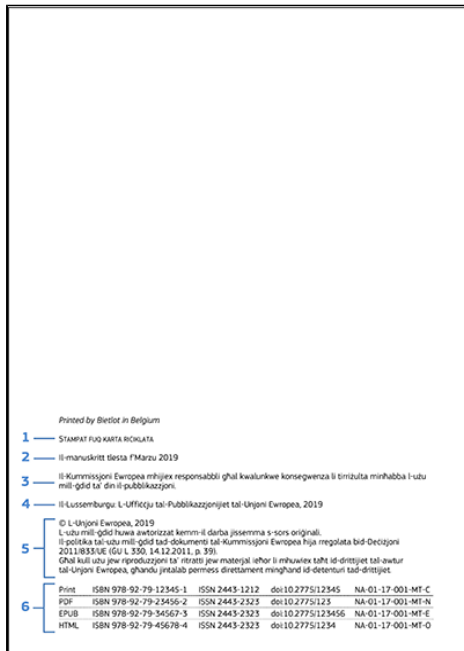 Printed by Bietlot in Belgium
1 STAMPAT FUQ KARTA RIĊIKLATA
2 Il-manuskritt tlesta f'Marzu 2019
3 Il-Kummissjoni Ewropea mhijiex responsabbli għal kwalunkwe konsegwenza li tirriżulta minħabba l-użu
mill-ġdid ta' din il-pubblikazzjoni.
4 Il-Lussemburgu: L-Uffiċċju tal-Pubblikazzjonijiet tal-Unjoni Ewropea, 2019
© L-Unjoni Ewropea, 2019
L-użu mill-ġdid huwa awtorizzat kemm-il darba jissemma s-sors oriġinali.
5 Il-politika tal-użu mill-ġdid tad-dokumenti tal-Kummissjoni Ewropea hija rregolata bid-Deċiżjoni
2011/833/UE (ĠU L 330, 14.12.2011, p. 39).
Għal kull użu jew riproduzzjoni ta' ritratti jew materjal ieħor li mhuwiex taħt id-drittijiet tal-awtur
tal-Unjoni Ewropea, għandu jintalab permess direttament mingħand id-detenturi tad-drittijiet.
Print ISBN 978-92-79-12345-1 ISSN 2443-1212 doi:10.2775/12345 NA-01-17-001-MT-C
6 PDF ISBN 978-92-79-23456-2 ISSN 2443-2323 doi:10.2775/123 NA-01-17-001-MT-N
EPUB ISBN 978-92-79-34567-3 ISSN 2443-2323 doi:10.2775/123456 NA-01-17-001-MT-E
HTML ISBN 978-92-79-45678-4 ISSN 2443-2323 doi:10.2775/1234 NA-01-17-001-MT-O